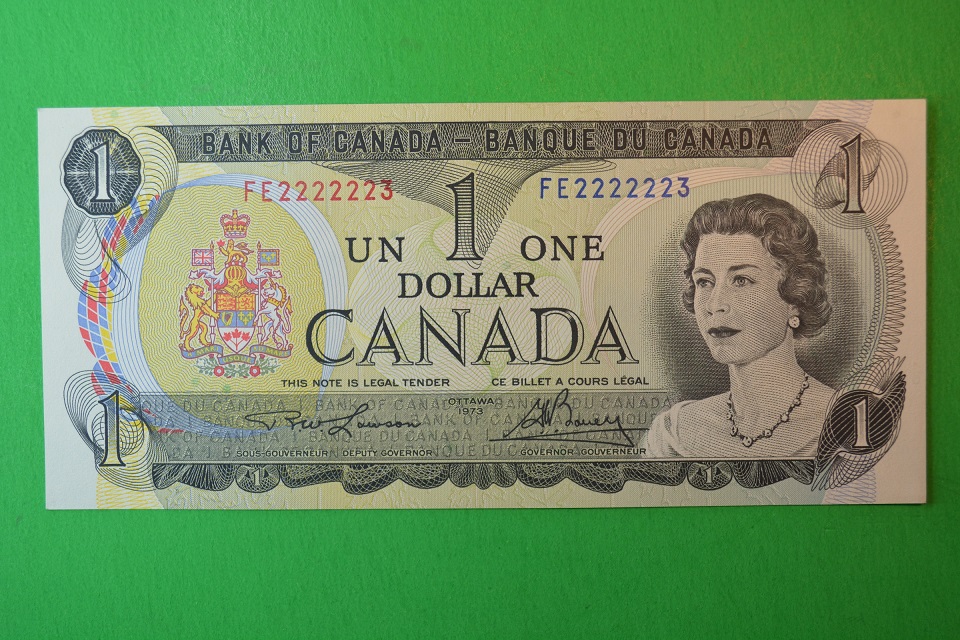 BANK OF CANADA – BANQUE DU CANADA
1
1
FE2222223
1
FE2222223
UN
ONE
DOLLAR
CANADA
THIS NOTE IS LEGAL TENDER
CE BILLET A COURS LÉGAL
OTTAWA
1973
1
1
SOUS-GOUVERNEUR DEPUTY GOVERNOR
GOVERNOR GOUVERNEUR
1
1